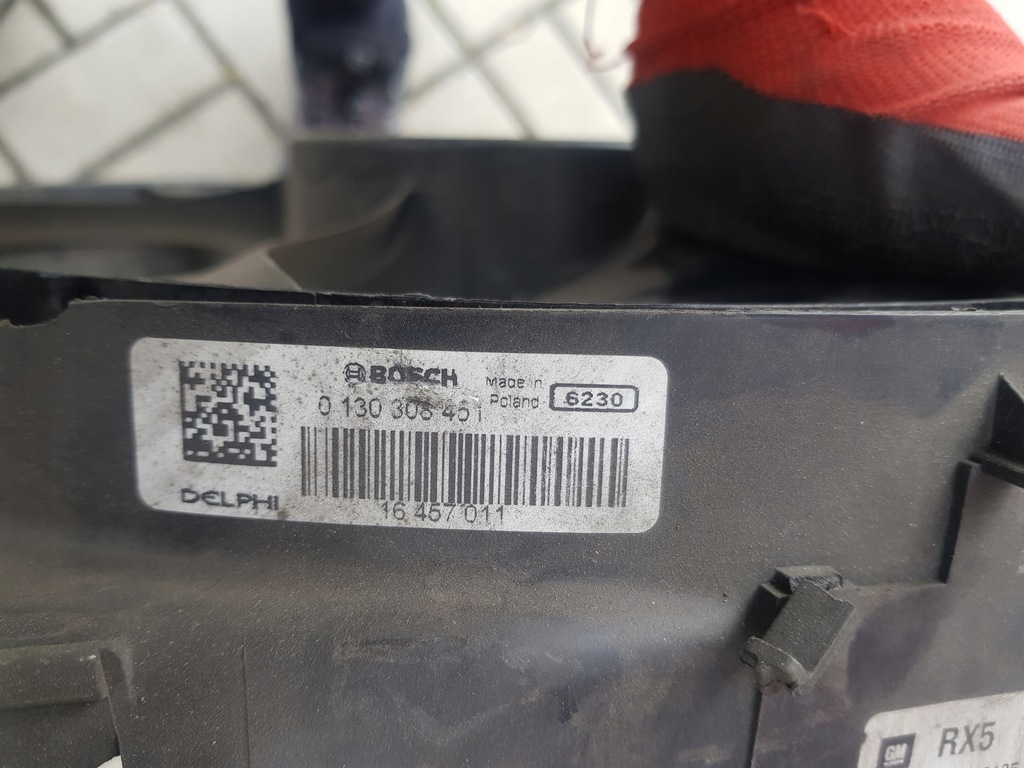 BOSCH
Made in
Poland
6230
0 130 308 451
DELPHI
16 457 011
GM
RX5